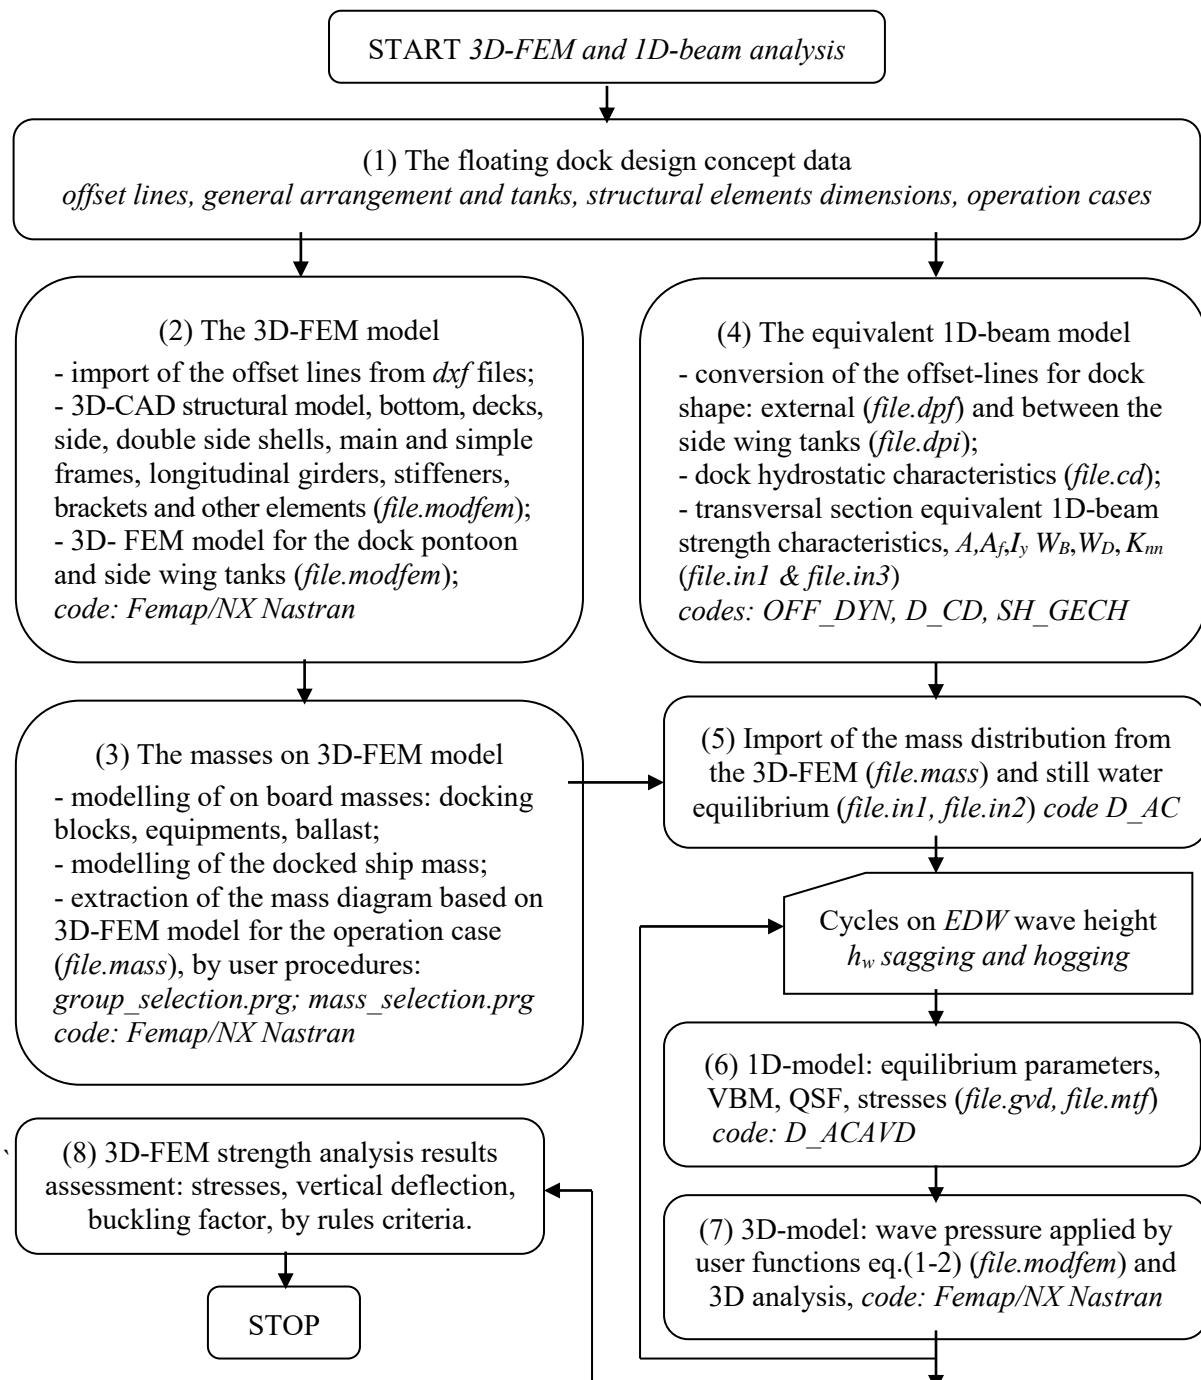 START 3D-FEM and 1D-beam analysis
(1) The floating dock design concept data
offset lines, general arrangement and tanks, structural elements dimensions, operation cases
(2) The 3D-FEM model
- import of the offset lines from dxf files;
- 3D-CAD structural model, bottom, decks,
side, double side shells, main and simple
frames, longitudinal girders, stiffeners,
brackets and other elements (file.modfem);
- 3D- FEM model for the dock pontoon
and side wing tanks (file.modfem);
code: Femap/NX Nastran
(3) The masses on 3D-FEM model
- modelling of on board masses: docking
blocks, equipments, ballast;
- modelling of the docked ship mass;
- extraction of the mass diagram based on
3D-FEM model for the operation case
(file.mass), by user procedures:
group_selection.prg; mass_selection.prg
code: Femap/NX Nastran
(4) The equivalent 1D-beam model
- conversion of the offset-lines for dock
shape: external (file.dpf) and between the
side wing tanks (file.dpi);
- dock hydrostatic characteristics (file.cd);
- transversal section equivalent 1D-beam
strength characteristics, A,Af,Iy WB,WD, Knn
(file.in1 & file.in3)
codes: OFF_DYN, D_CD, SH_GECH
(5) Import of the mass distribution from
the 3D-FEM (file.mass) and still water
equilibrium (file.in1, file.in2) code D_AC
Cycles on EDW wave height
hw sagging and hogging
(6) 1D-model: equilibrium parameters,
VBM, QSF, stresses (file.gvd, file.mtf)
code: D_ACAVD
(7) 3D-model: wave pressure applied by
user functions eq.(1-2) (file.modfem) and
3D analysis, code: Femap/NX Nastran
`
(8) 3D-FEM strength analysis results
assessment: stresses, vertical deflection,
buckling factor, by rules criteria.
STOP